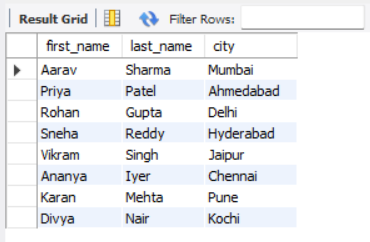 Result Grid Filter Rows:
first_name last_name city
Aarav Sharma Mumbai
Priya Patel Ahmedabad
Rohan Gupta Delhi
Sneha Reddy Hyderabad
Vikram Singh Jaipur
Ananya Iyer Chennai
Karan Mehta Pune
Divya Nair Kochi